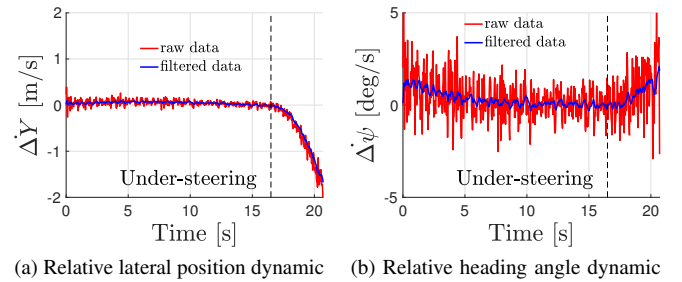 2
1
0
-1
-2
ΔẎ [m/s]
raw data
filtered data
Under-steering
0 5 10 15 20
Time [s]
(a) Relative lateral position dynamic
5
0
-5
Δψ̇ [deg/s]
raw data
filtered data
Under-steering
0 5 10 15 20
Time [s]
(b) Relative heading angle dynamic